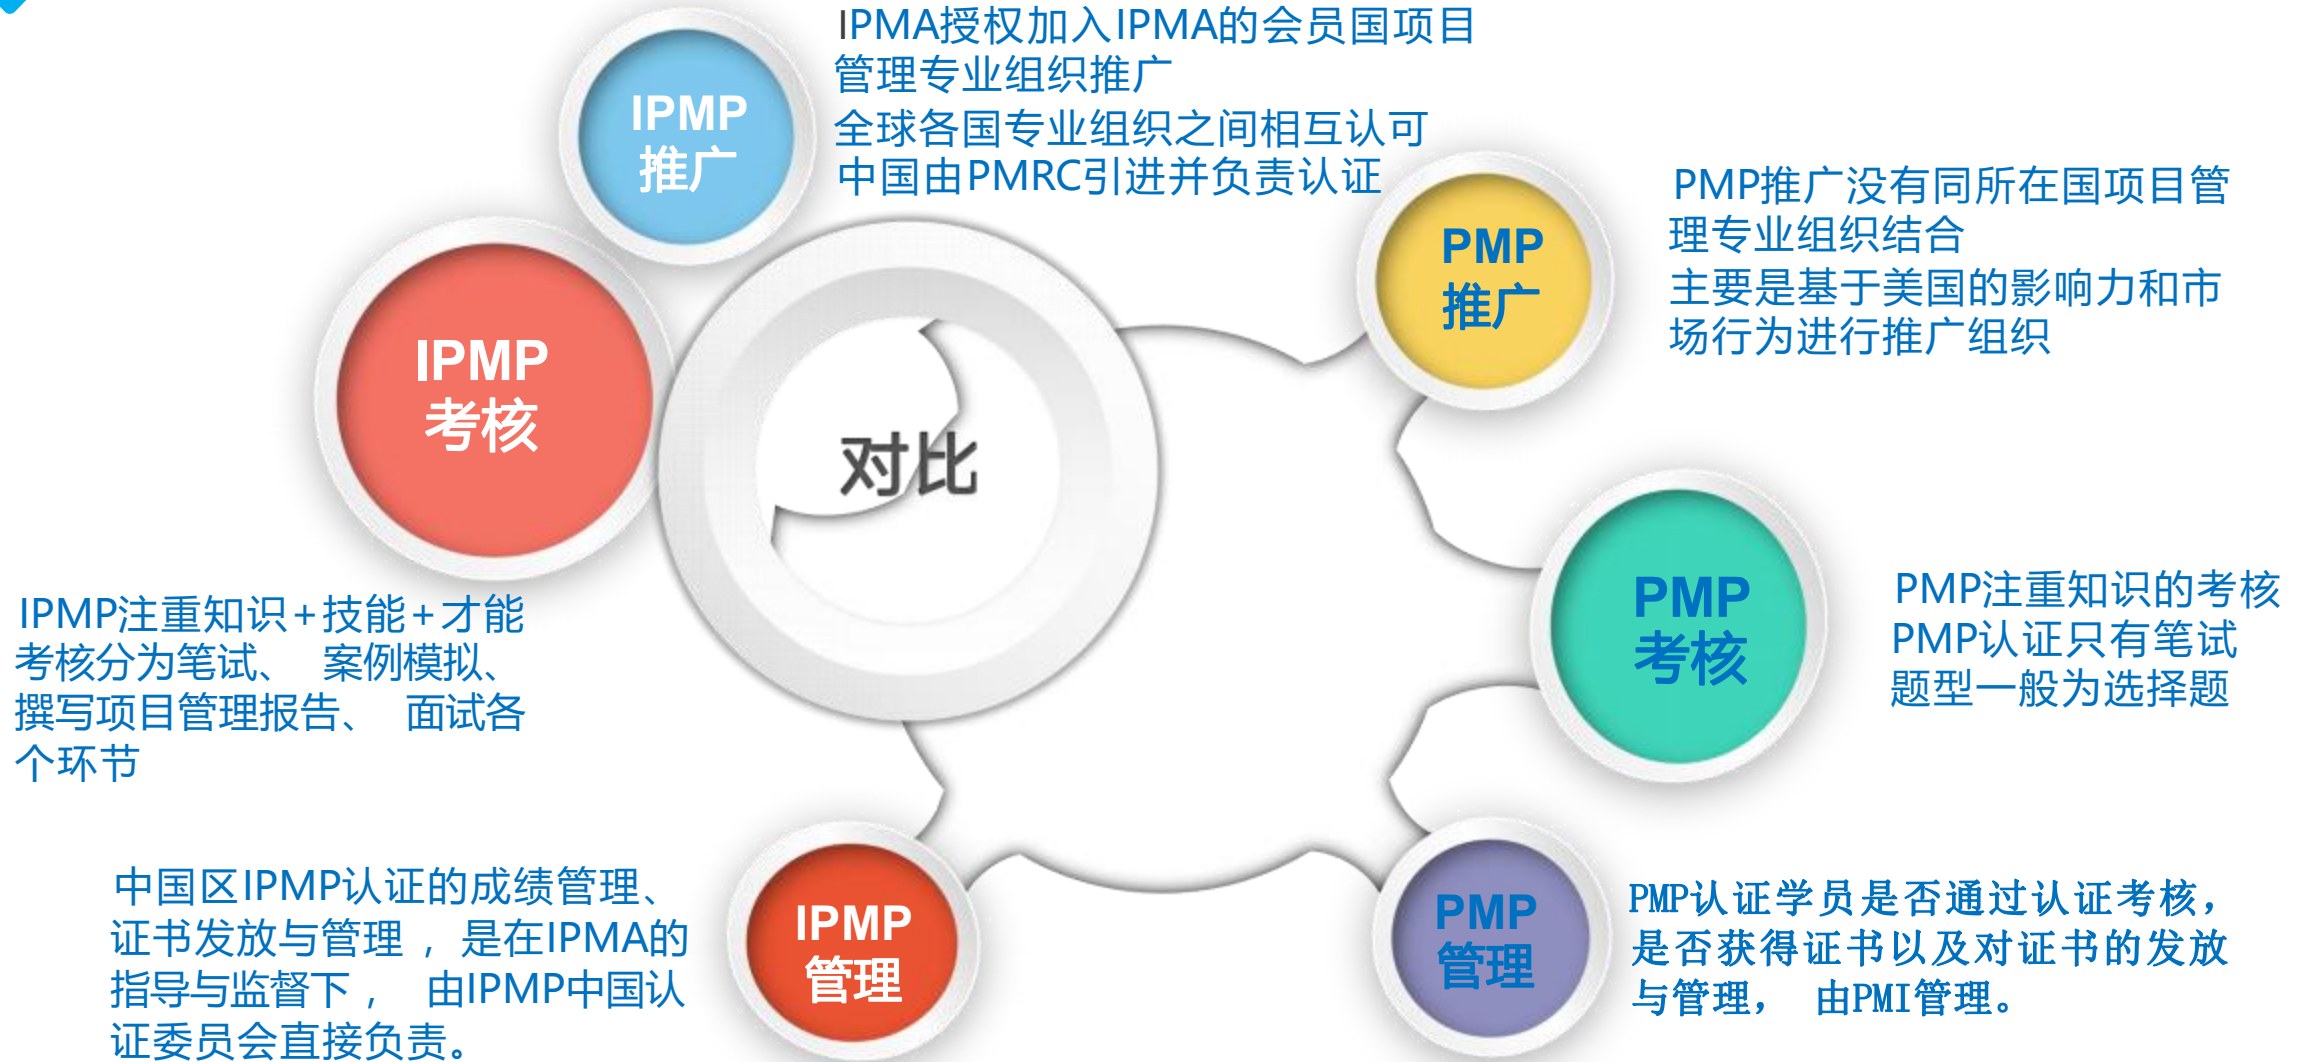 IPMA授权加入IPMA的会员国项目
管理专业组织推广
全球各国专业组织之间相互认可
中国由PMRC引进并负责认证
IPMP
推广
PMP推广没有同所在国项目管
理专业组织结合
主要是基于美国的影响力和市
场行为进行推广组织
PMP
推广
IPMP
考核
对比
IPMP注重知识+技能+才能
考核分为笔试、 案例模拟、
撰写项目管理报告、 面试各
个环节
PMP
考核
PMP注重知识的考核
PMP认证只有笔试
题型一般为选择题
中国区IPMP认证的成绩管理、
证书发放与管理 ，是在IPMA的
指导与监督下， 由IPMP中国认
证委员会直接负责。
IPMP
管理
PMP
管理
PMP认证学员是否通过认证考核，
是否获得证书以及对证书的发放
与管理， 由PMI管理。